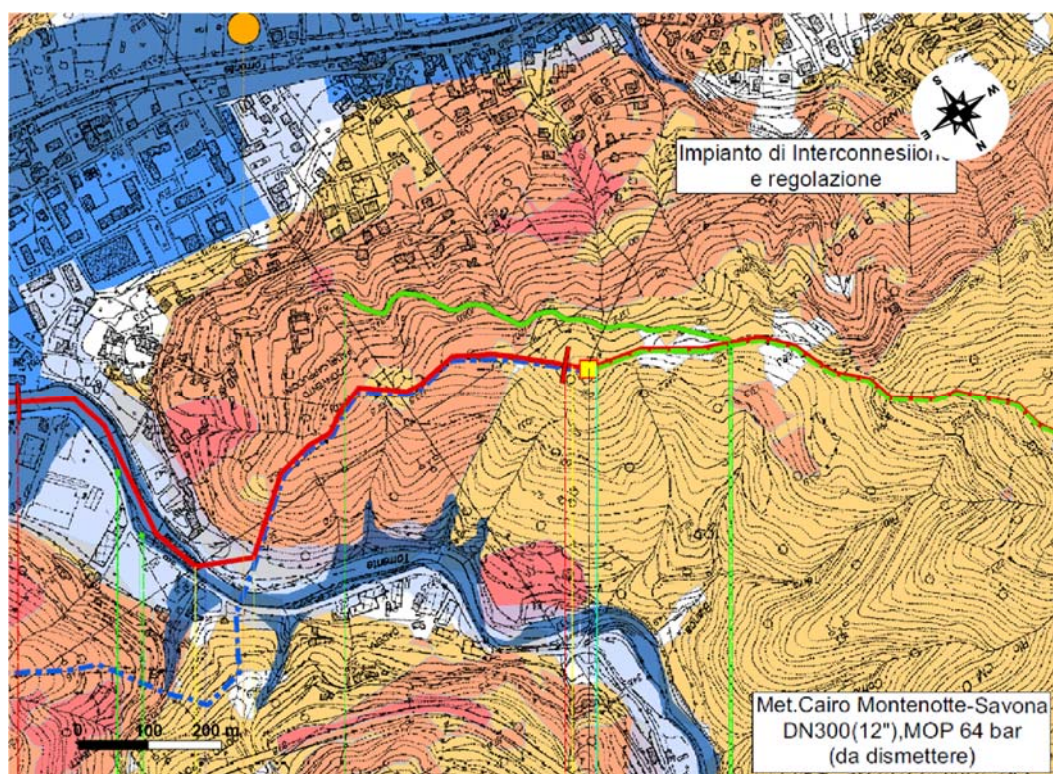 S
W
E
N
Impianto di Interconnesiione
e regolazione
Torrente
0 100 200 m
Met.Cairo Montenotte-Savona
DN300(12"),MOP 64 bar
(da dismettere)